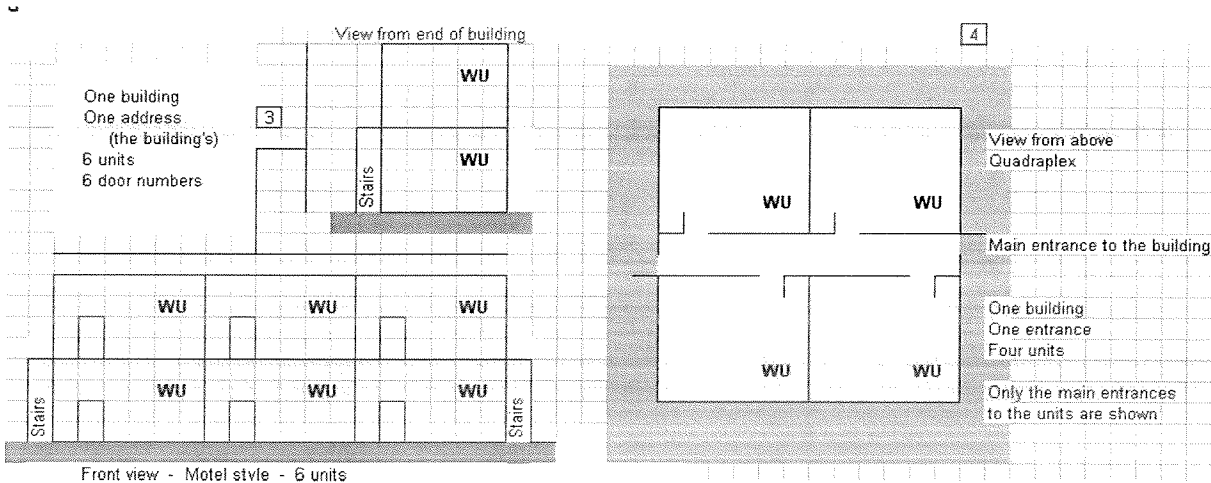 View from end of building
WU
One building
One address
(the building's)
6 units
6 door numbers
3
WU
Stairs
WU
WU
WU
WU
WU
WU
Stairs
Stairs
Front view - Motel style - 6 units
4
View from above
Quadraplex
WU
WU
Main entrance to the building
One building
One entrance
Four units
WU
WU
Only the main entrances
to the units are shown